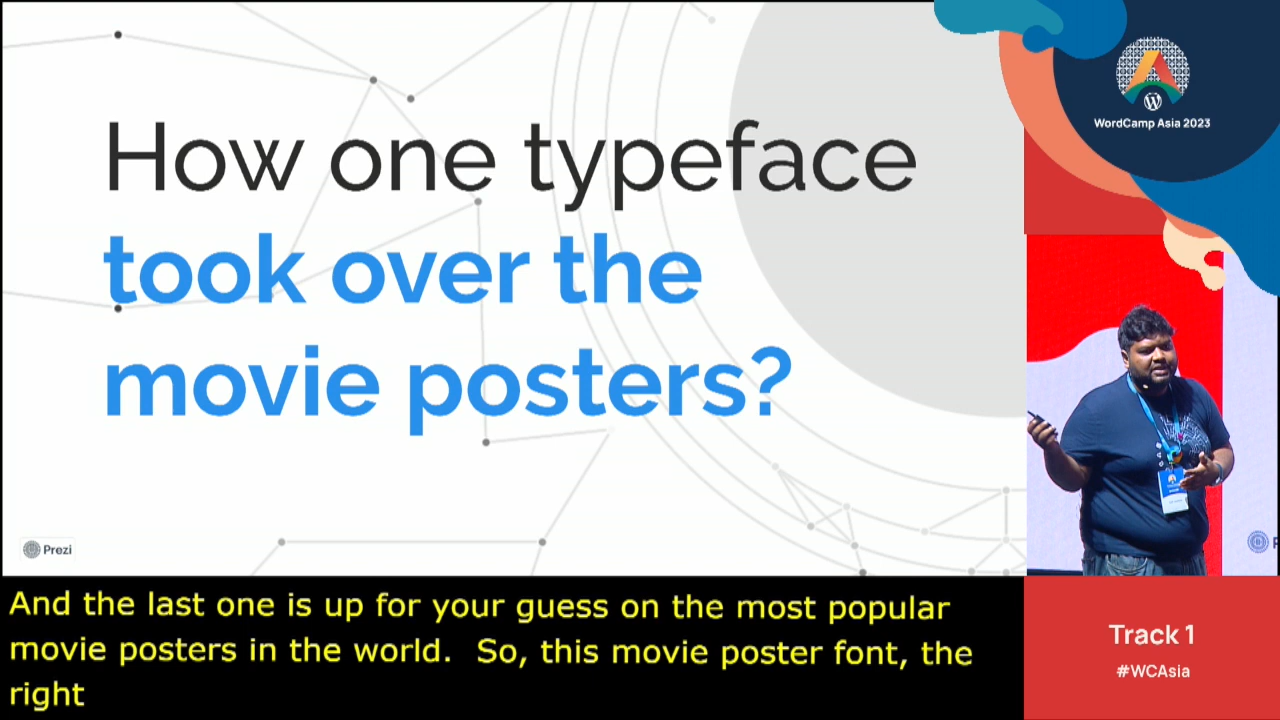 How one typeface
took over the
movie posters?
Prezi
And the last one is up for your guess on the most popular
movie posters in the world.  So, this movie poster font, the
right
WordCamp Asia 2023
Track 1
#WCAsia